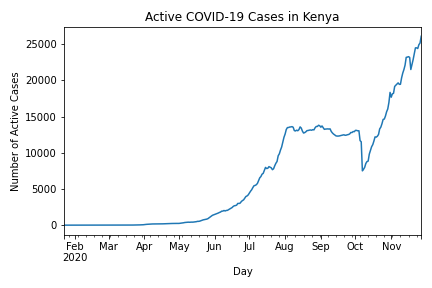 Active COVID-19 Cases in Kenya
Number of Active Cases
25000
20000
15000
10000
5000
0
Feb Mar Apr May Jun Jul Aug Sep Oct Nov
2020
Day